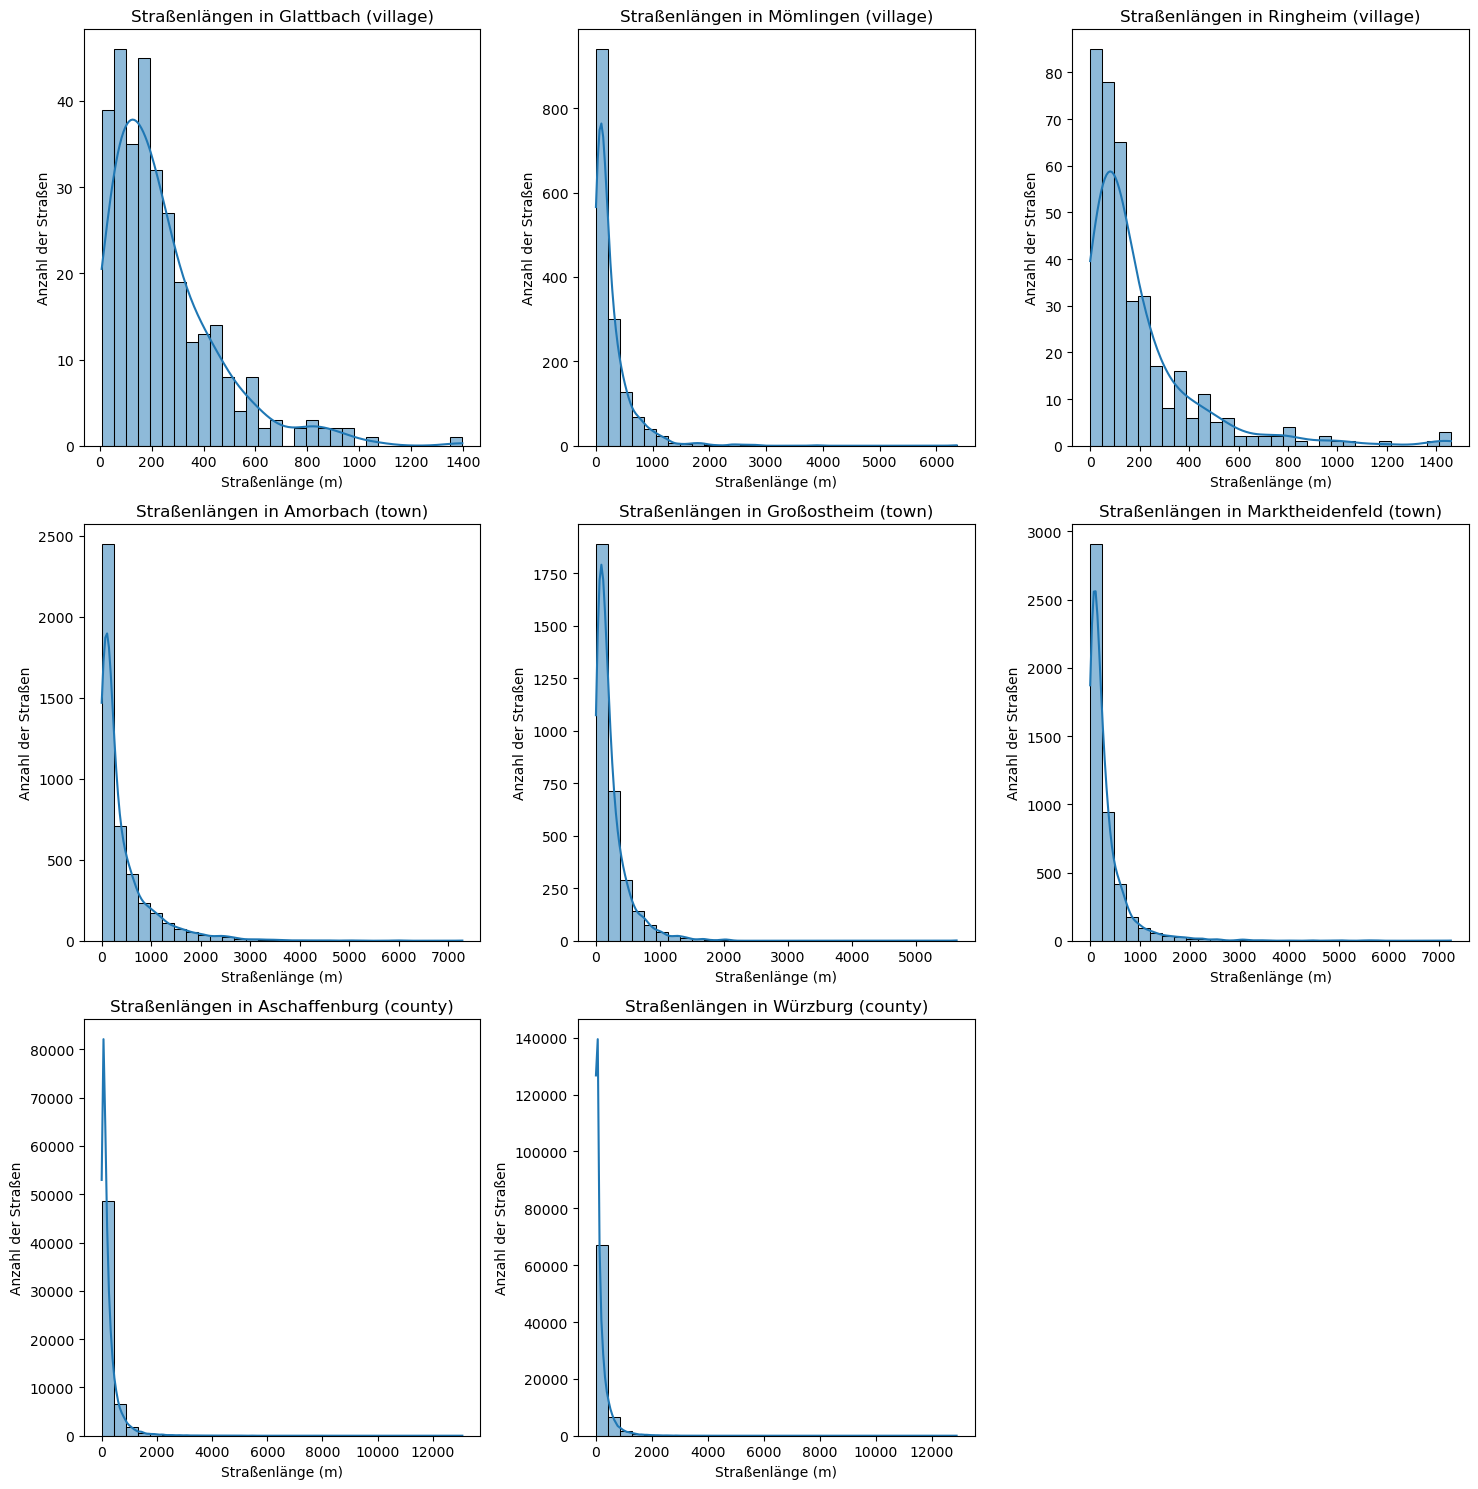 Straßenlängen in Glattbach (village)
Anzahl der Straßen
40
30
20
10
0
0 200 400 600 800 1000 1200 1400
Straßenlänge (m)
Straßenlängen in Mömlingen (village)
Anzahl der Straßen
800
600
400
200
0
0 1000 2000 3000 4000 5000 6000
Straßenlänge (m)
Straßenlängen in Ringheim (village)
Anzahl der Straßen
80
70
60
50
40
30
20
10
0
0 200 400 600 800 1000 1200 1400
Straßenlänge (m)
Straßenlängen in Amorbach (town)
Anzahl der Straßen
2500
2000
1500
1000
500
0
0 1000 2000 3000 4000 5000 6000 7000
Straßenlänge (m)
Straßenlängen in Großostheim (town)
Anzahl der Straßen
1750
1500
1250
1000
750
500
250
0
0 1000 2000 3000 4000 5000
Straßenlänge (m)
Straßenlängen in Marktheidenfeld (town)
Anzahl der Straßen
3000
2500
2000
1500
1000
500
0
0 1000 2000 3000 4000 5000 6000 7000
Straßenlänge (m)
Straßenlängen in Aschaffenburg (county)
Anzahl der Straßen
80000
70000
60000
50000
40000
30000
20000
10000
0
0 2000 4000 6000 8000 10000 12000
Straßenlänge (m)
Straßenlängen in Würzburg (county)
Anzahl der Straßen
140000
120000
100000
80000
60000
40000
20000
0
0 2000 4000 6000 8000 10000 12000
Straßenlänge (m)